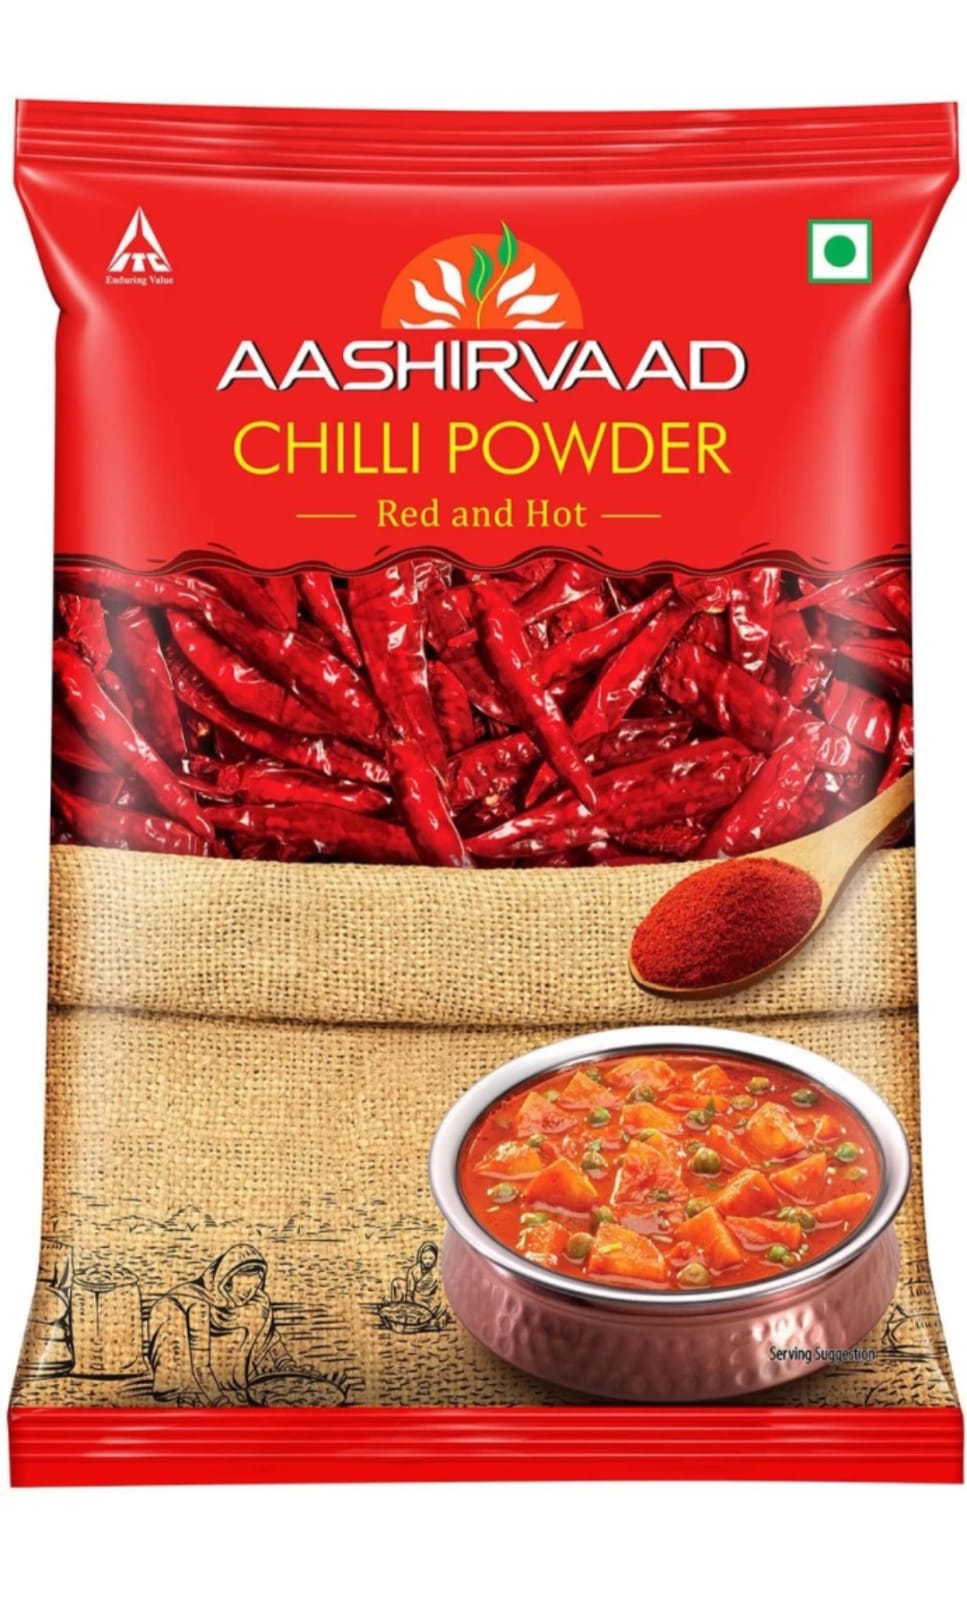 ITC
Enduring Value
AASHIRVAAD
CHILLI POWDER
Red and Hot
Serving Suggestion